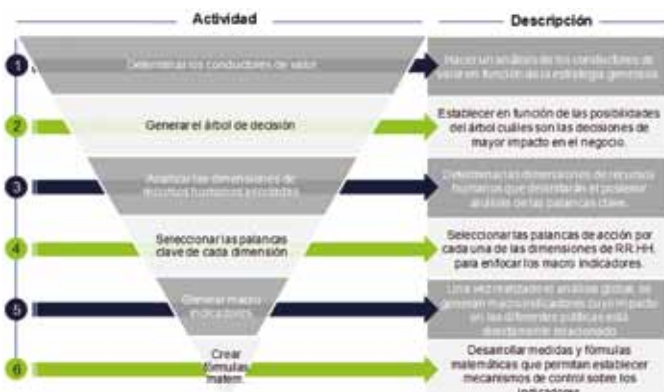 Actividad
Descripción
1
Determinar los conductores de valor
Hacer un análisis de los conductores de
valor en función de la estrategia genérica.
2
Generar el árbol de decisión
Establecer en función de las posibilidades
del árbol cuáles son las decisiones de
mayor impacto en el negocio.
3
Analizar las dimensiones de
recursos humanos asociadas
Determinar las dimensiones de recursos
humanos que delimitarán el posterior
análisis de las palancas clave.
4
Seleccionar las palancas
clave de cada dimensión
Seleccionar las palancas de acción por
cada una de las dimensiones de RR.HH.
para enfocar los macro indicadores.
5
Generar macro
indicadores
Una vez realizado el análisis global, se
generan macro indicadores cuyo impacto
en las diferentes políticas está
directamente relacionado.
6
Crear
fórmulas
matem.
Desarrollar medidas y fórmulas
matemáticas que permitan establecer
mecanismos de control sobre los
indicadores.